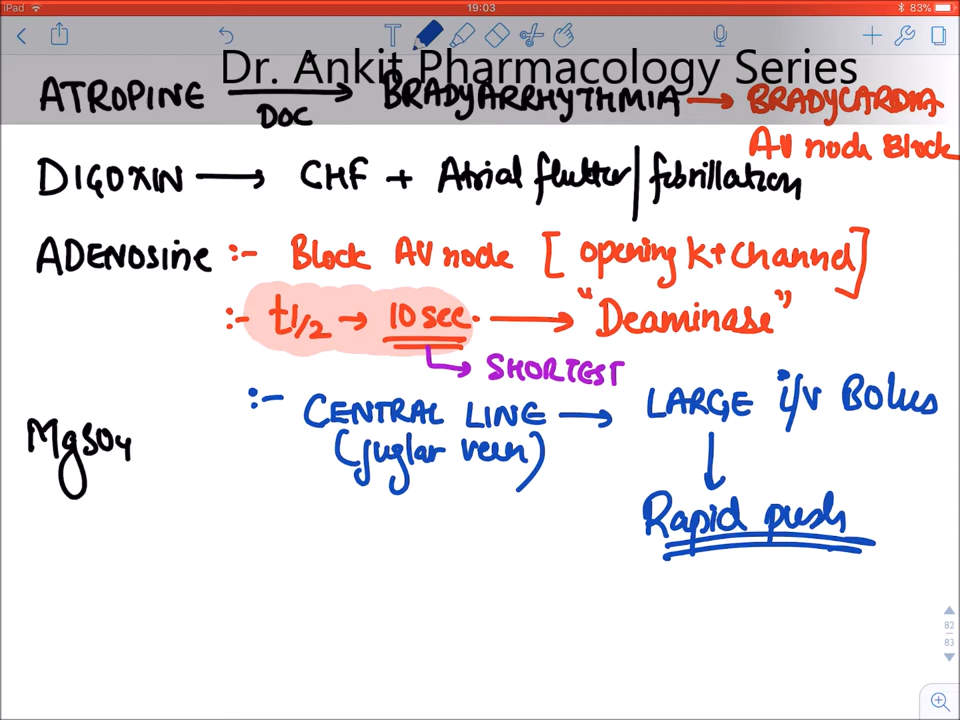 iPad 19:03 83%
T
Dr. Ankit Pharmacology Series
ATROPINE → DOC BRADYARRHYTHMIA → BRADYCARDIA
AV node Block
DIGOXIN → CHF + Atrial flutter | fibrillation
ADENOSine :- Block AV node [opening K+ Channel]
:- t1/2 → 10 sec. → "Deaminase"
→ SHORTEST
:- CENTRAL LINE → LARGE i/v Bolus
(juglar vein)
MgSO4
Rapid push
82
83